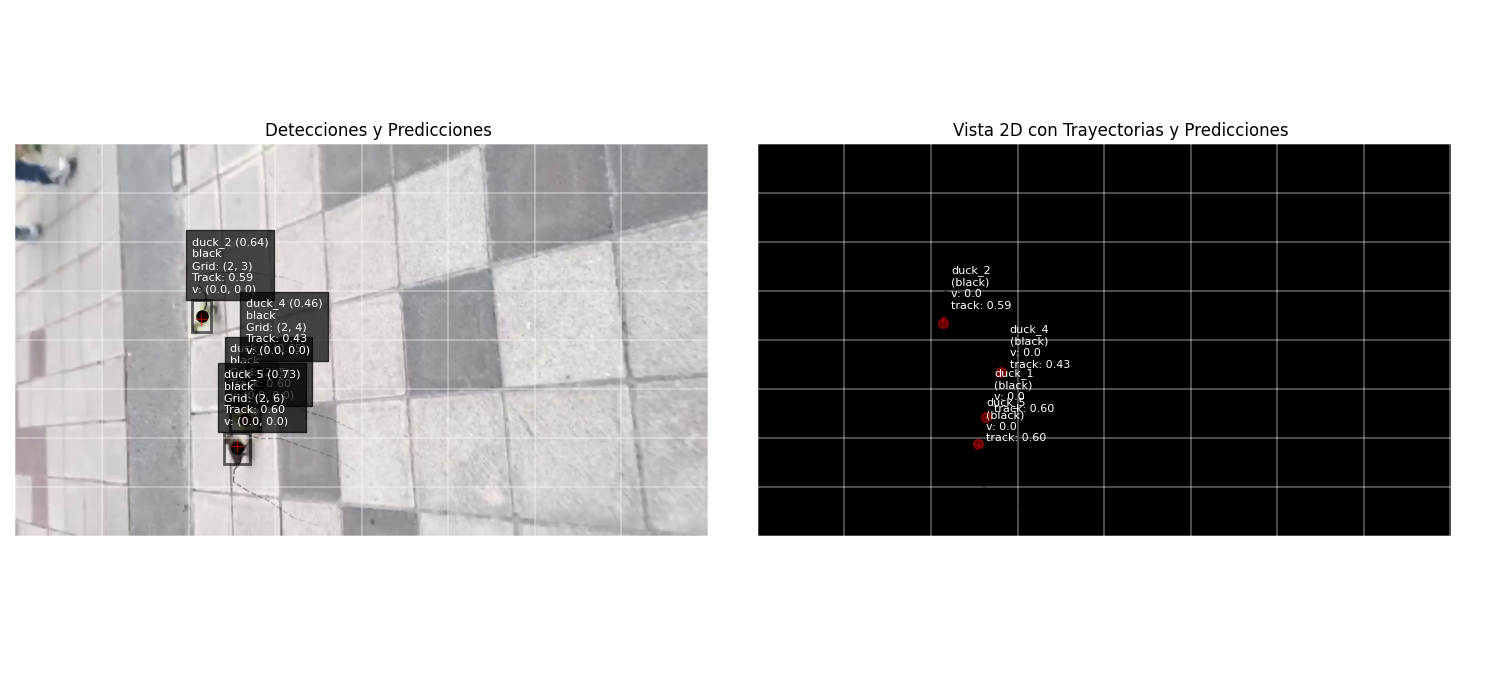 Detecciones y Predicciones
duck_2 (0.64)
black
Grid: (2, 3)
Track: 0.59
v: (0.0, 0.0)
duck_4 (0.46)
black
Grid: (2, 4)
Track: 0.43
v: (0.0, 0.0)
duck_5 (0.73)
black
Grid: (2, 6)
Track: 0.60
v: (0.0, 0.0)
Vista 2D con Trayectorias y Predicciones
duck_2
(black)
v: 0.0
track: 0.59
duck_4
(black)
v: 0.0
track: 0.43
duck_1
(black)
v: 0.0
track: 0.60
duck_5
(black)
v: 0.0
track: 0.60